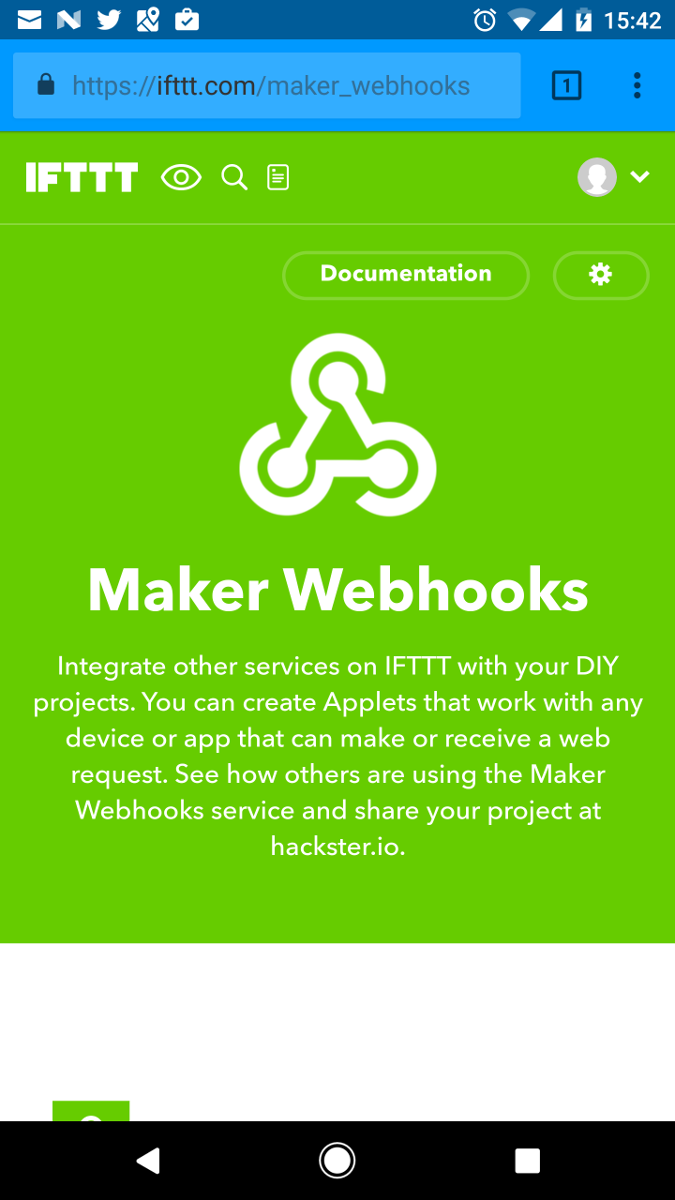 15:42
https://ifttt.com/maker_webhooks
1
IFTTT
Documentation
Maker Webhooks
Integrate other services on IFTTT with your DIY
projects. You can create Applets that work with any
device or app that can make or receive a web
request. See how others are using the Maker
Webhooks service and share your project at
hackster.io.